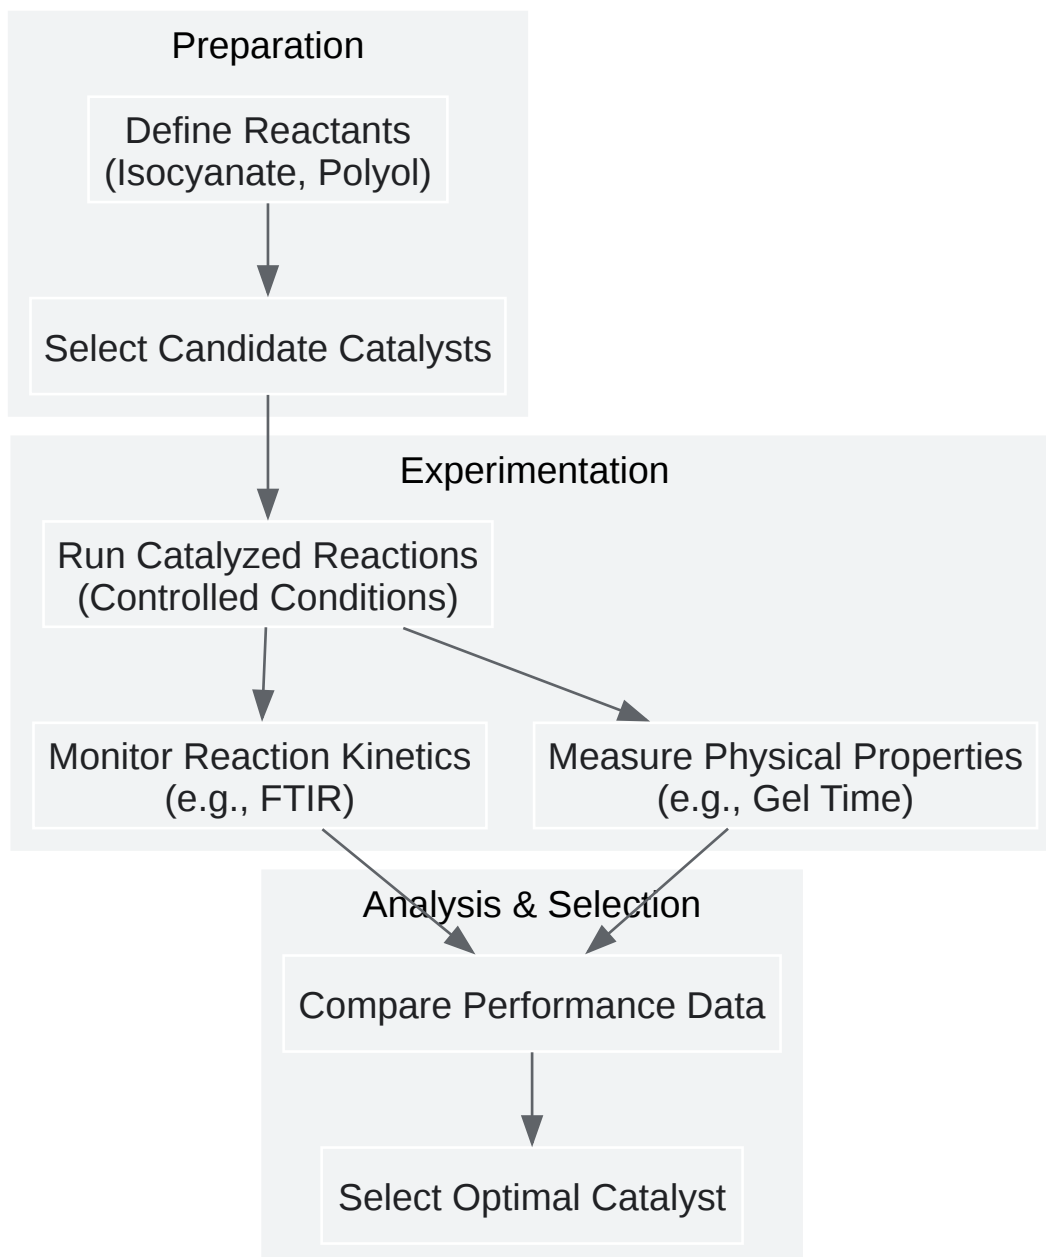 Preparation
Define Reactants
(Isocyanate, Polyol)
Select Candidate Catalysts
Experimentation
Run Catalyzed Reactions
(Controlled Conditions)
Monitor Reaction Kinetics
(e.g., FTIR)
Measure Physical Properties
(e.g., Gel Time)
Analysis & Selection
Compare Performance Data
Select Optimal Catalyst